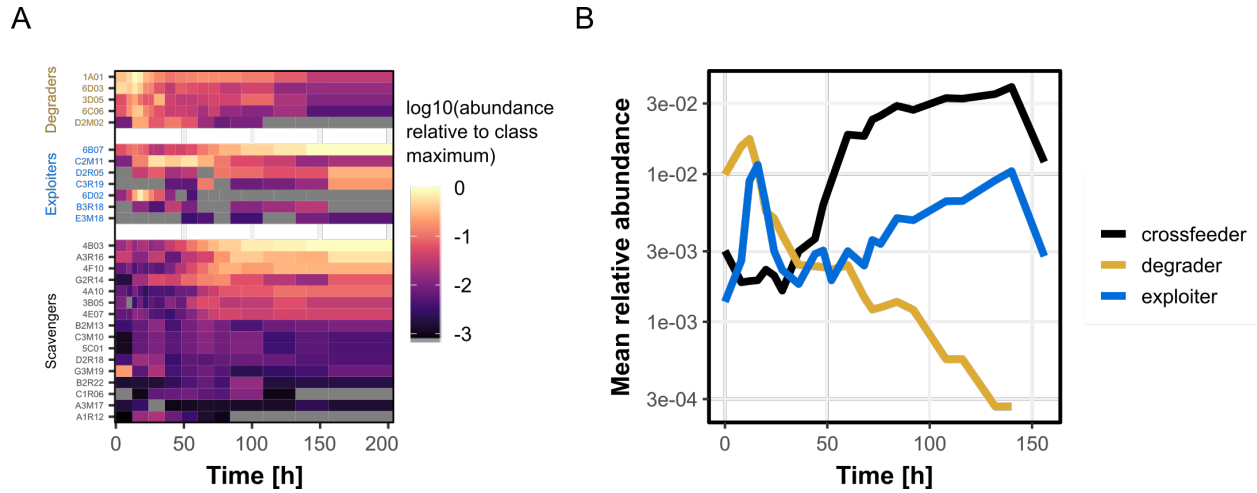 A
Degraders
1A01
6D03
3D05
6C06
D2M02
Exploiters
6B07
C2M11
D2R05
C3R19
6D02
B3R18
E3M18
Scavengers
4B03
A3R16
4F10
G2R14
4A10
3B05
4E07
B2M13
C3M10
5C01
D2R18
G3M19
B2R22
C1R06
A3M17
A1R12
0
50
100
150
200
Time [h]
log10(abundance
relative to class
maximum)
0
-1
-2
-3
B
Mean relative abundance
3e-02
1e-02
3e-03
1e-03
3e-04
0
50
100
150
Time [h]
crossfeeder
degrader
exploiter